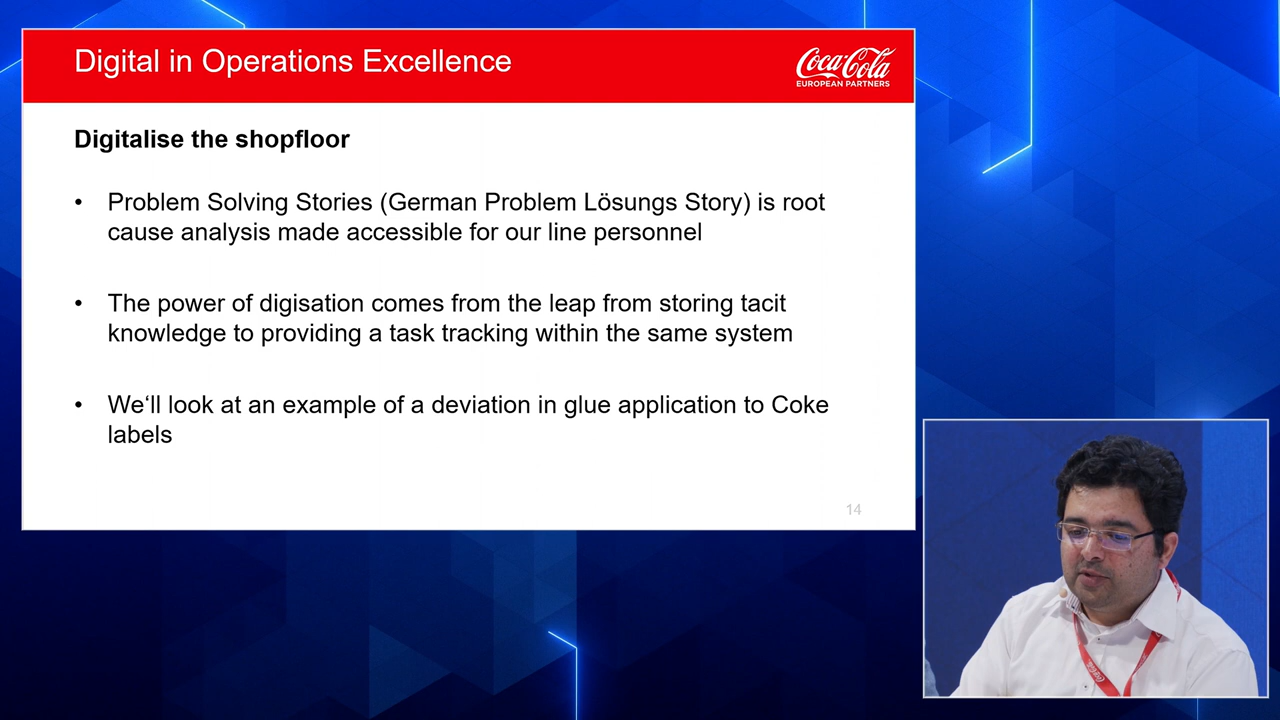 Digital in Operations Excellence
Coca-Cola
EUROPEAN PARTNERS
Digitalise the shopfloor
• Problem Solving Stories (German Problem Lösungs Story) is root
cause analysis made accessible for our line personnel
• The power of digisation comes from the leap from storing tacit
knowledge to providing a task tracking within the same system
• We‘ll look at an example of a deviation in glue application to Coke
labels
14